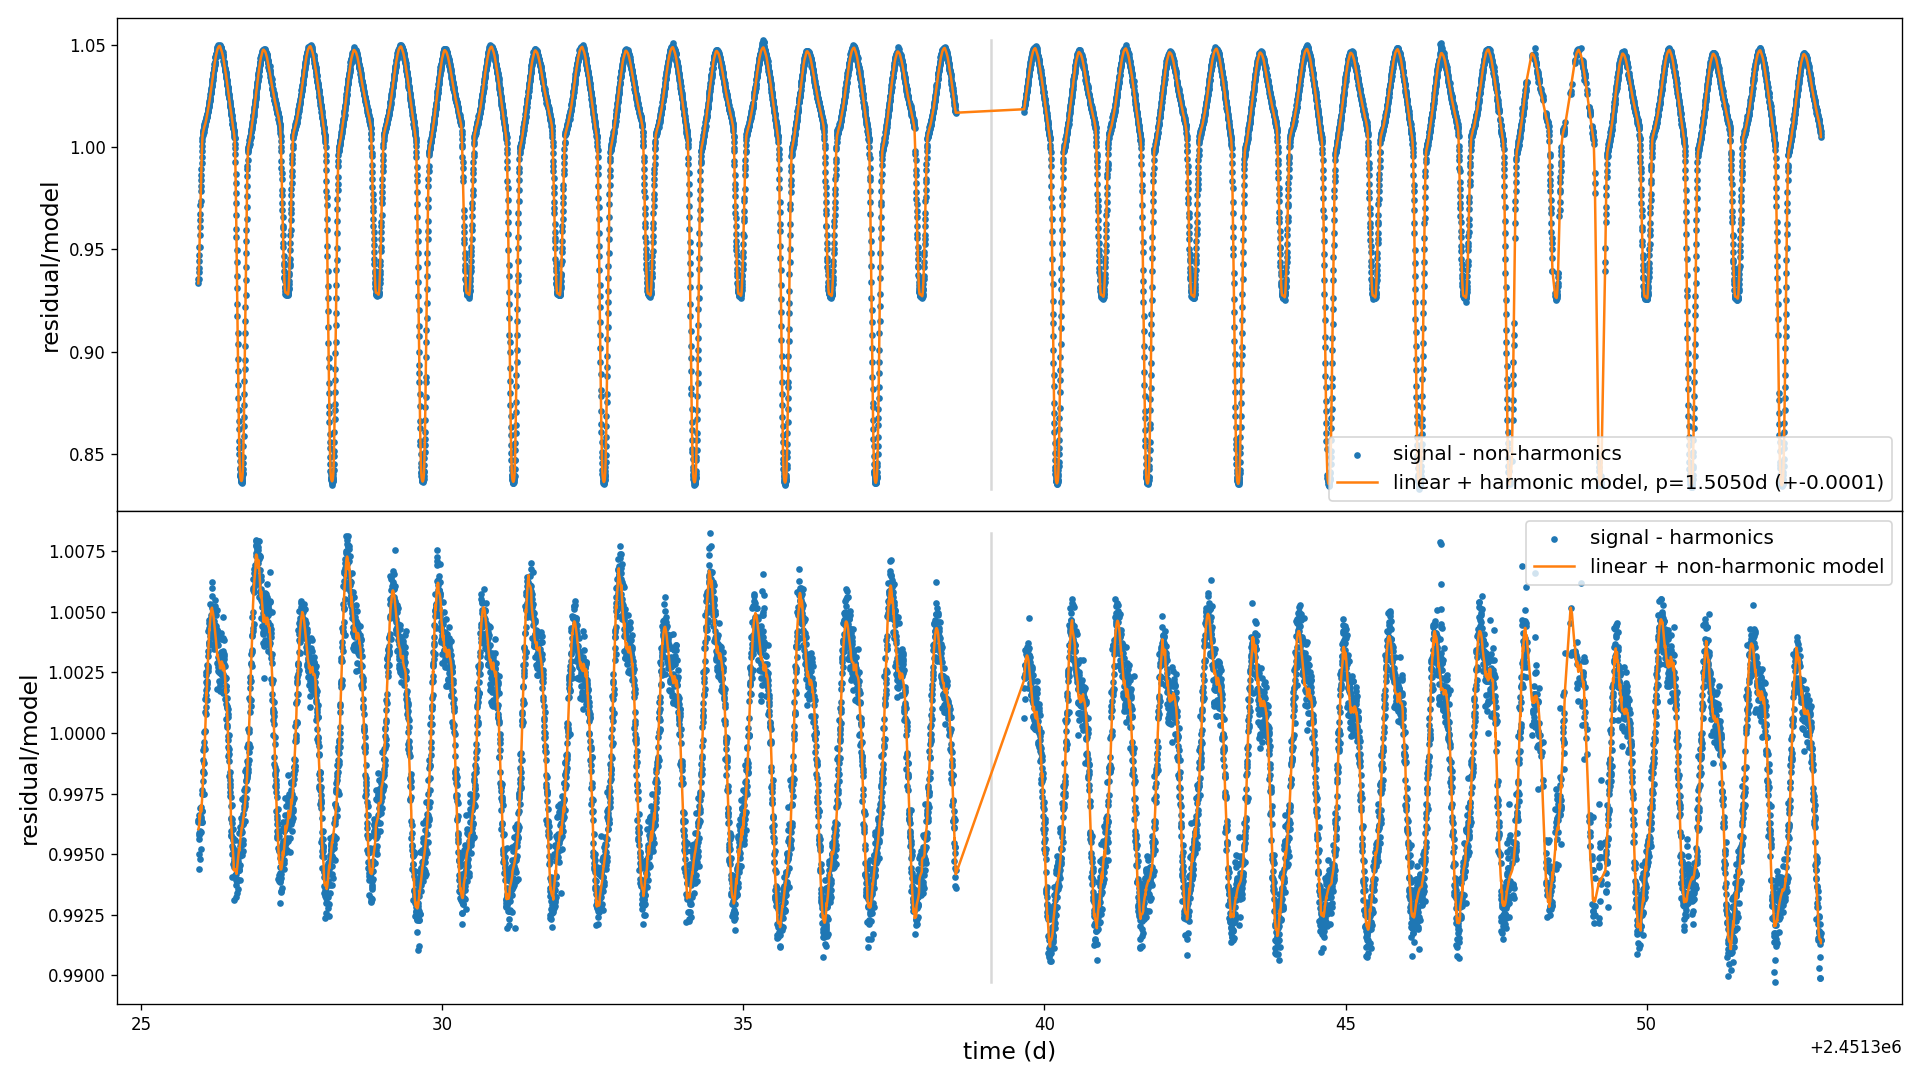 1.05
1.00
0.95
0.90
0.85
residual/model
signal - non-harmonics
linear + harmonic model, p=1.5050d (+-0.0001)
1.0075
1.0050
1.0025
1.0000
0.9975
0.9950
0.9925
0.9900
residual/model
signal - harmonics
linear + non-harmonic model
25
30
35
40
45
50
time (d)
+2.4513e6